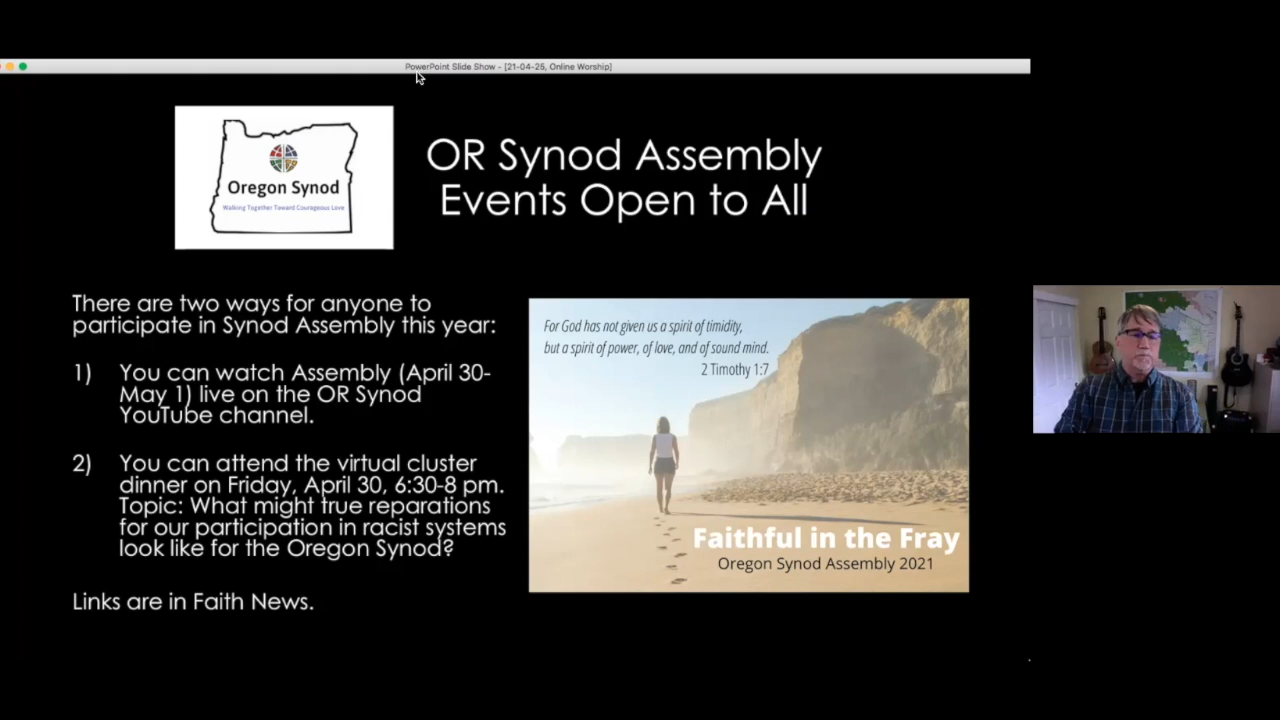 PowerPoint Slide Show - [21-04-25, Online Worship]
Oregon Synod
Walking Together Toward Courageous Love
OR Synod Assembly
Events Open to All
There are two ways for anyone to
participate in Synod Assembly this year:
1) You can watch Assembly (April 30-
May 1) live on the OR Synod
YouTube channel.
2) You can attend the virtual cluster
dinner on Friday, April 30, 6:30-8 pm.
Topic: What might true reparations
for our participation in racist systems
look like for the Oregon Synod?
Links are in Faith News.
For God has not given us a spirit of timidity,
but a spirit of power, of love, and of sound mind.
2 Timothy 1:7
Faithful in the Fray
Oregon Synod Assembly 2021